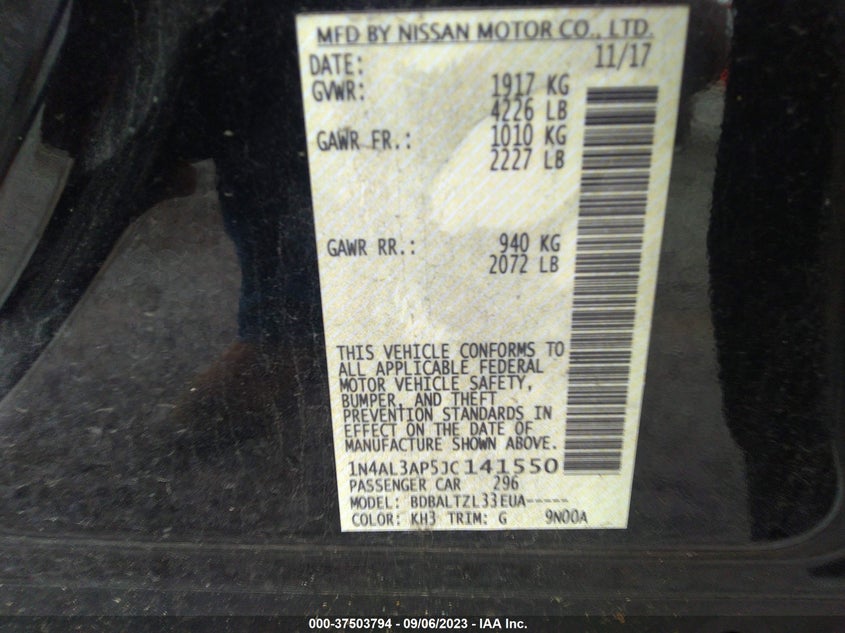 MFD BY NISSAN MOTOR CO., LTD.
DATE: 11/17
GVWR: 1917 KG
4226 LB
GAWR FR.: 1010 KG
2227 LB
GAWR RR.: 940 KG
2072 LB
THIS VEHICLE CONFORMS TO
ALL APPLICABLE FEDERAL
MOTOR VEHICLE SAFETY,
BUMPER, AND THEFT
PREVENTION STANDARDS IN
EFFECT ON THE DATE OF
MANUFACTURE SHOWN ABOVE.
1N4AL3AP5JC141550
PASSENGER CAR 296
MODEL: BDBALTZL33EUA-----
COLOR: KH3 TRIM: G 9N00A
000-37503794 - 09/06/2023 - IAA Inc.